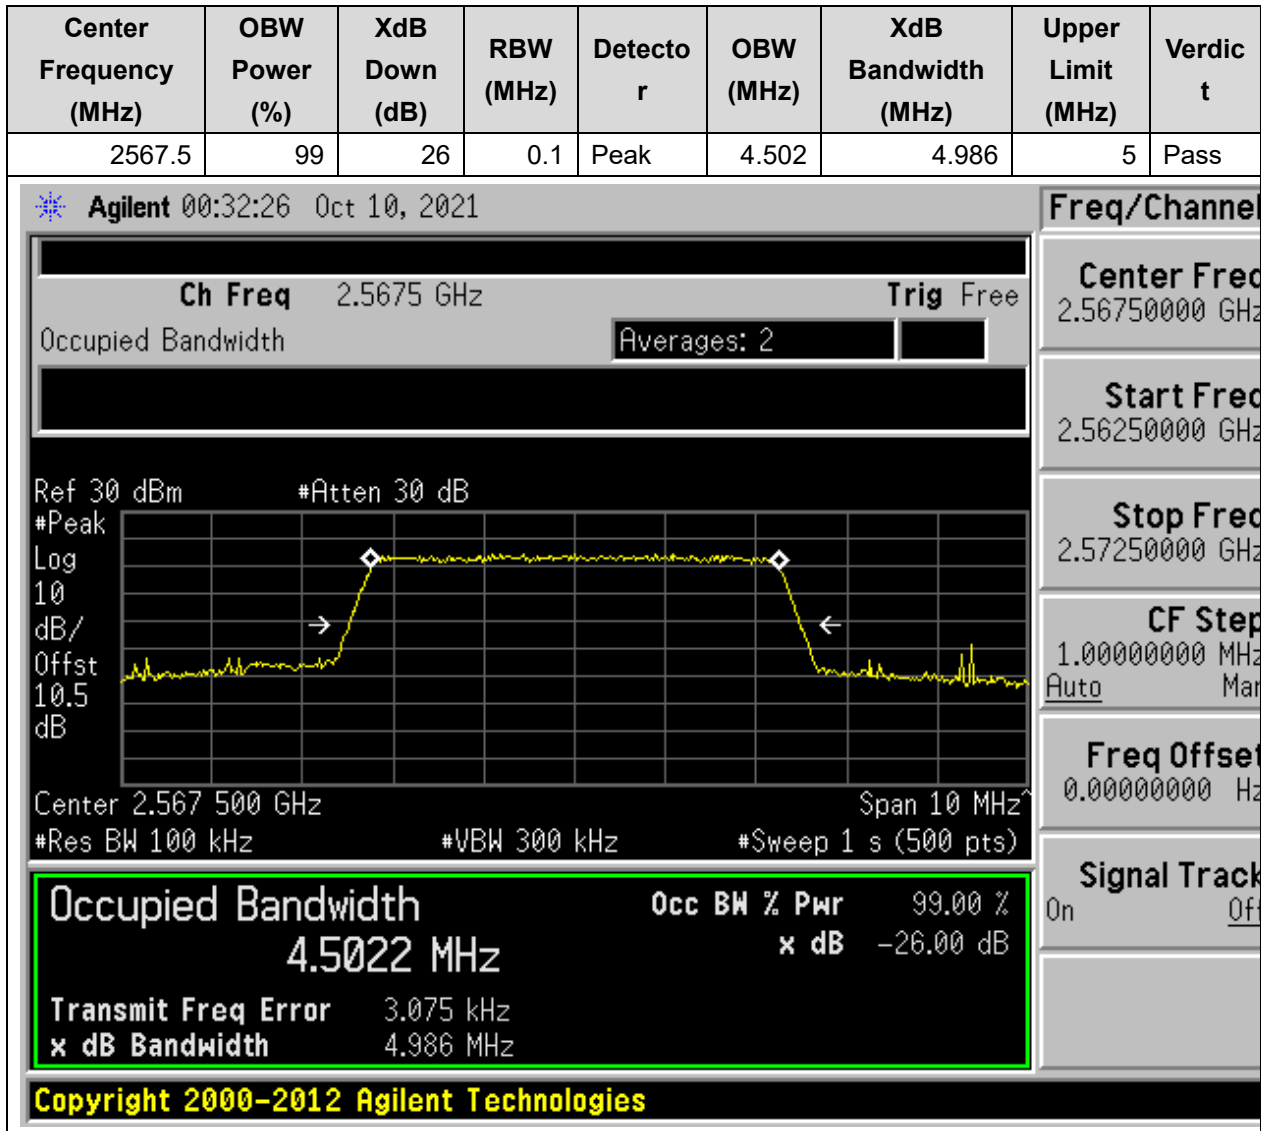 Center Frequency (MHz) OBW Power (%) XdB Down (dB) RBW (MHz) Detector OBW (MHz) XdB Bandwidth (MHz) Upper Limit (MHz) Verdict
2567.5 99 26 0.1 Peak 4.502 4.986 5 Pass
Agilent 00:32:26 Oct 10, 2021
Ch Freq 2.5675 GHz Trig Free
Occupied Bandwidth Averages: 2
Ref 30 dBm #Atten 30 dB
#Peak
Log
10
dB/
Offst
10.5
dB
Center 2.567 500 GHz Span 10 MHz^
#Res BW 100 kHz #VBW 300 kHz #Sweep 1 s (500 pts)
Occupied Bandwidth Occ BW % Pwr 99.00 %
4.5022 MHz x dB -26.00 dB
Transmit Freq Error 3.075 kHz
x dB Bandwidth 4.986 MHz
Copyright 2000-2012 Agilent Technologies
Freq/Channel
Center Freq
2.56750000 GHz
Start Freq
2.56250000 GHz
Stop Freq
2.57250000 GHz
CF Step
1.00000000 MHz
Auto Man
Freq Offset
0.00000000 Hz
Signal Track
On Off